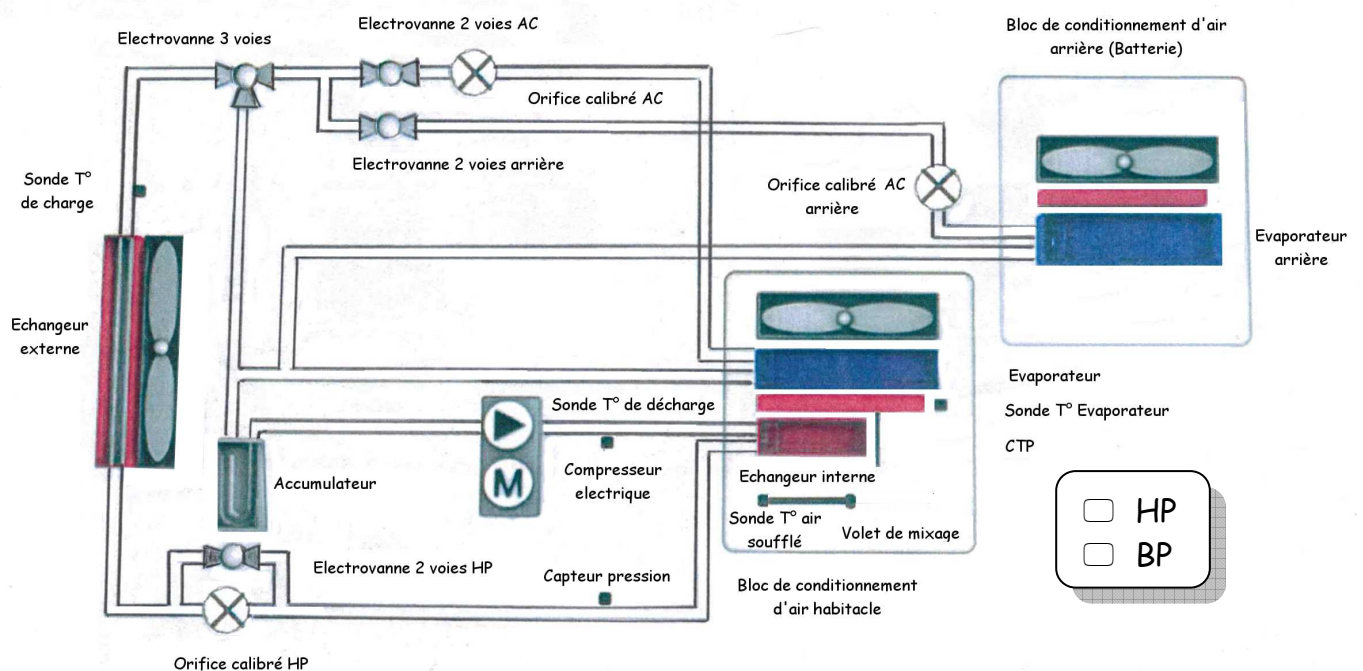 Electrovanne 3 voies
Electrovanne 2 voies AC
Bloc de conditionnement d'air
arrière (Batterie)
Orifice calibré AC
Electrovanne 2 voies arrière
Sonde T°
de charge
Orifice calibré AC
arrière
Evaporateur
arrière
Echangeur
externe
Evaporateur
Sonde T° de décharge
Sonde T° Evaporateur
CTP
Compresseur
electrique
M
Accumulateur
Echangeur interne
Sonde T° air
soufflé
Volet de mixage
HP
BP
Electrovanne 2 voies HP
Capteur pression
Bloc de conditionnement
d'air habitacle
Orifice calibré HP